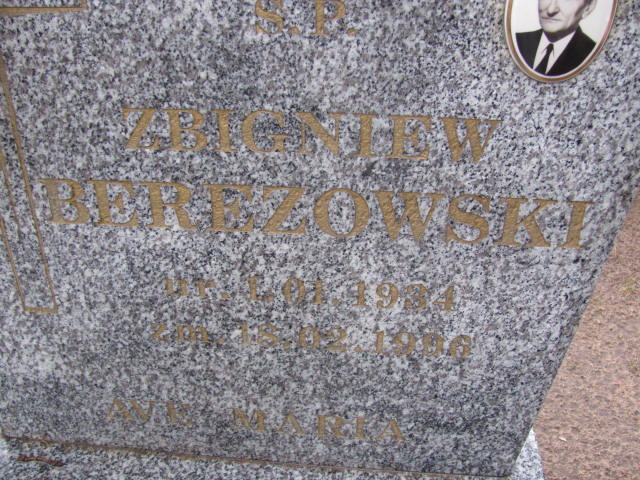 S.P.
ZBIGNIEW
BEREZOWSKI
ur. 1.01.1934
zm. 18.02.1996
AVE MARIA